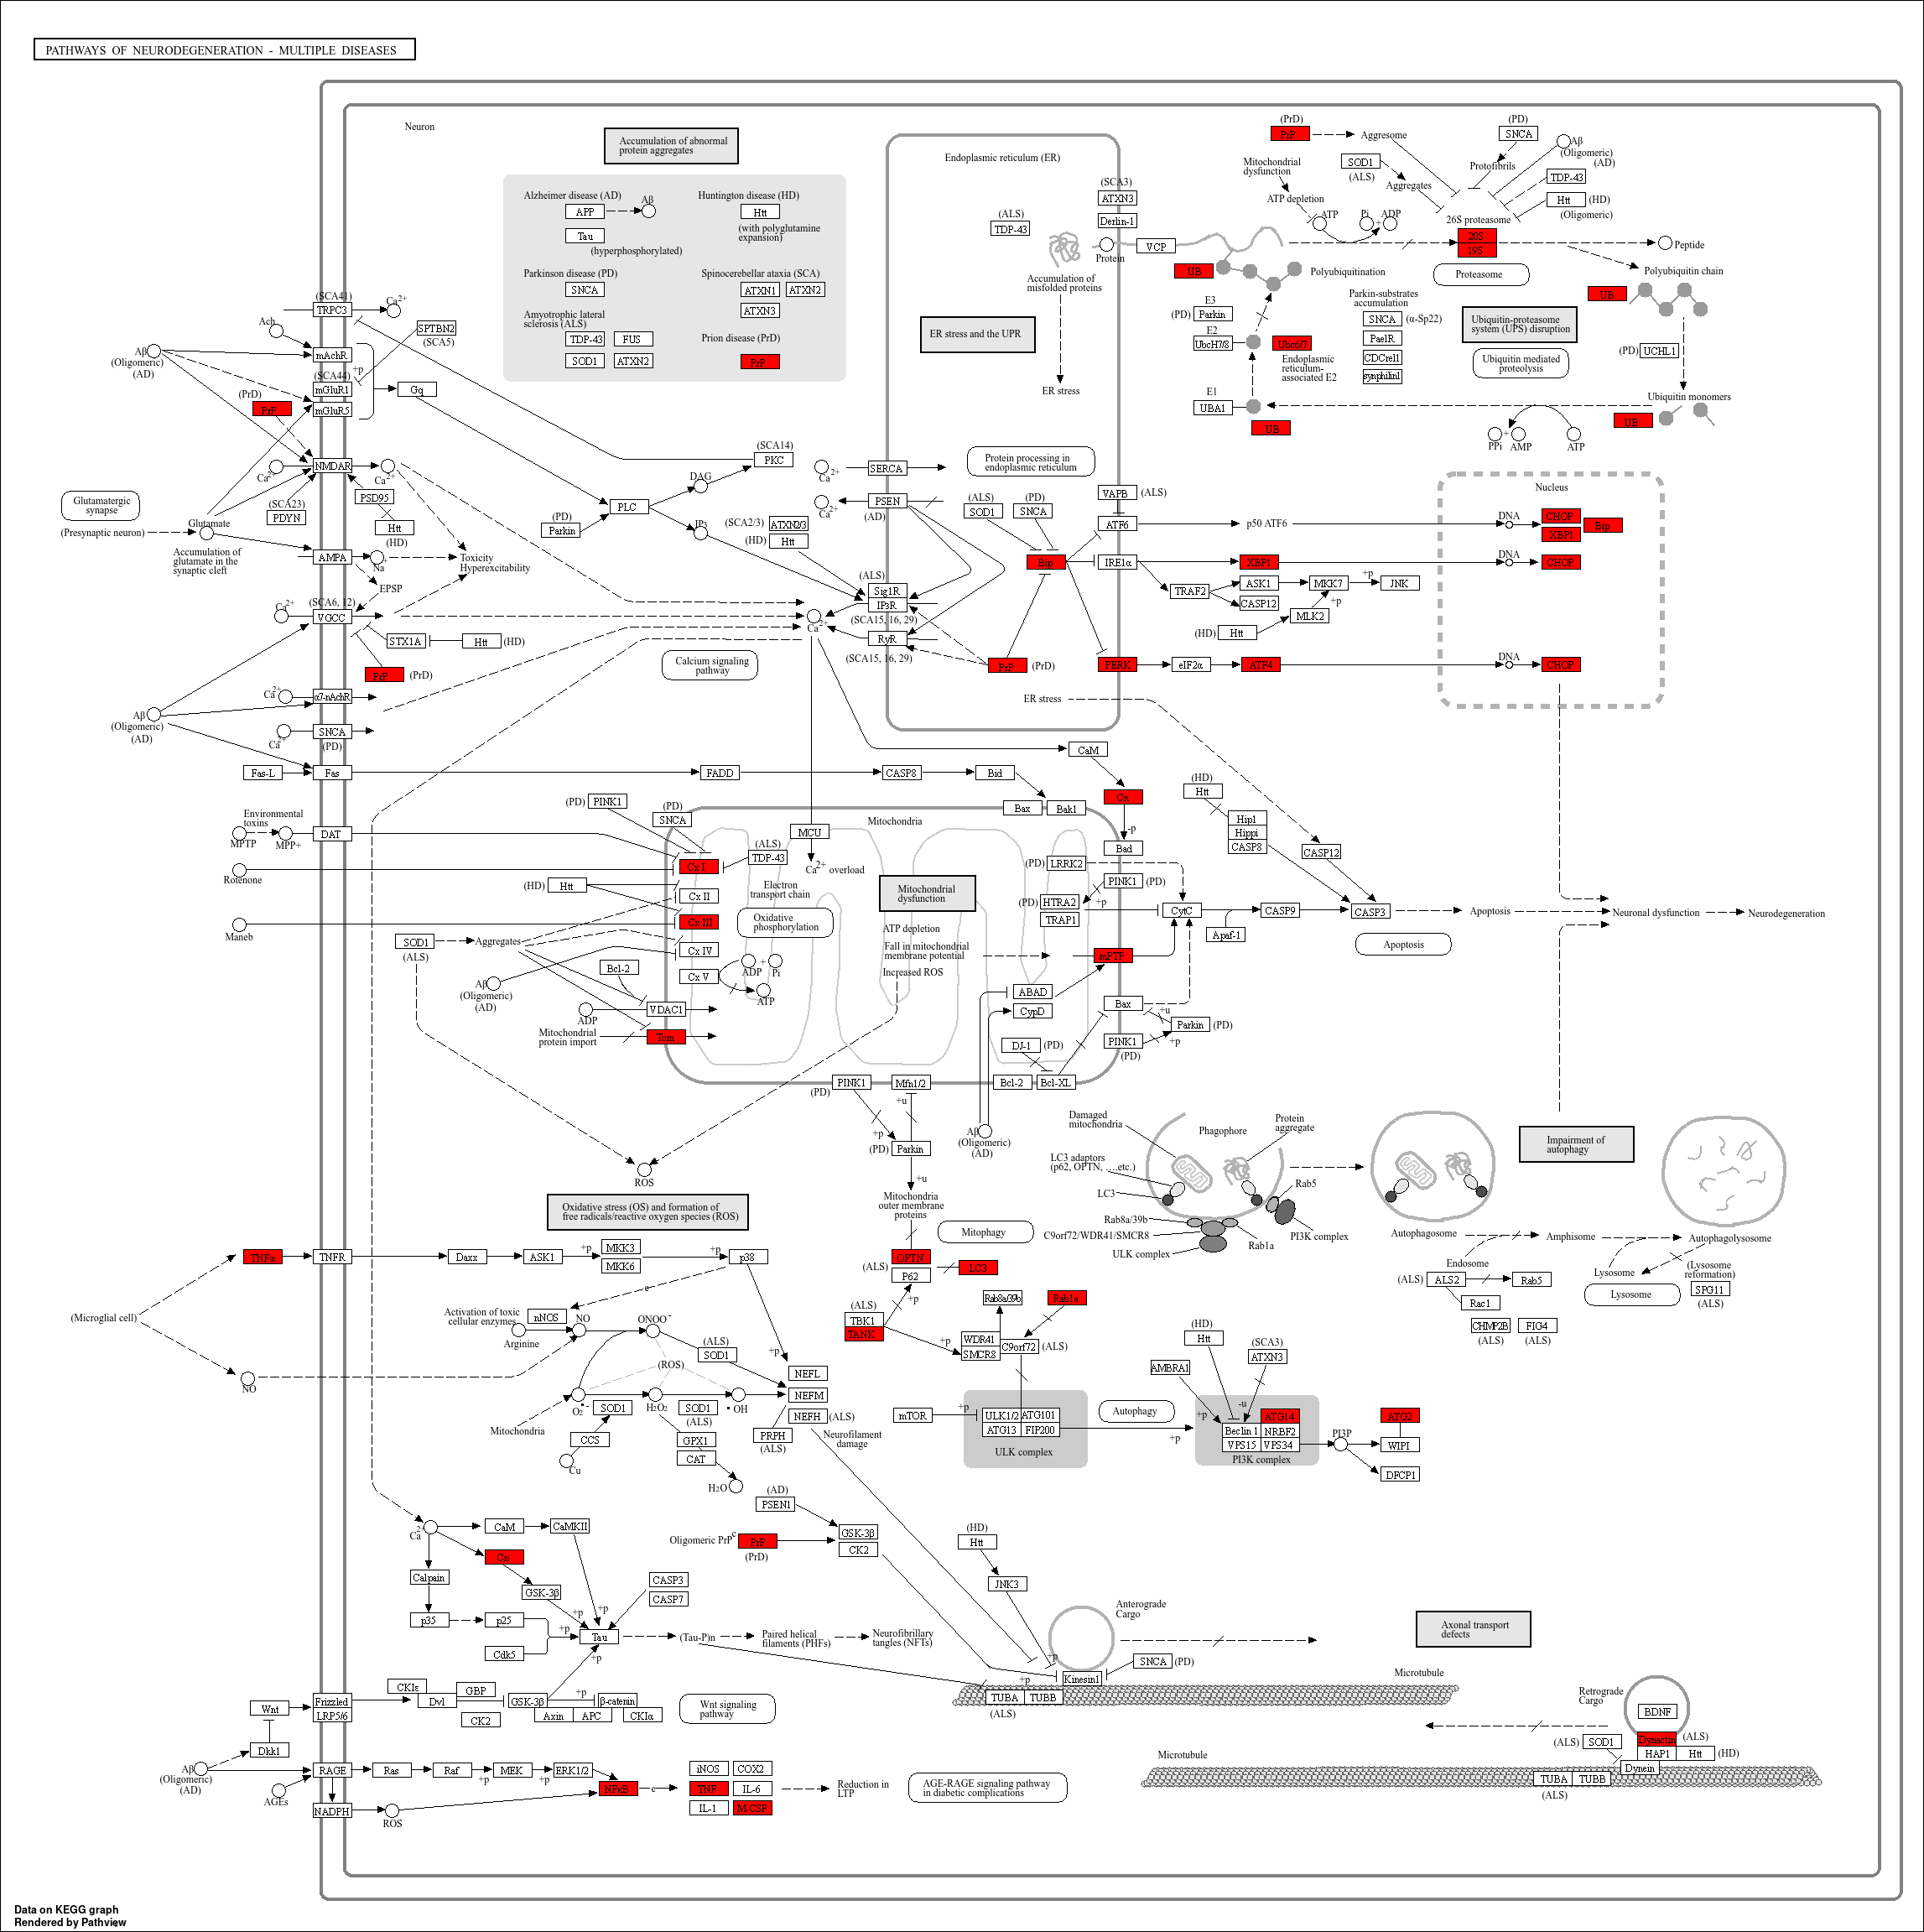 PATHWAYS OF NEURODEGENERATION - MULTIPLE DISEASES
Neuron
Accumulation of abnormal
protein aggregates
Alzheimer disease (AD)
APP
Aβ
Tau
(hyperphosphorylated)
Huntington disease (HD)
Htt
(with polyglutamine
expansion)
Parkinson disease (PD)
SNCA
Spinocerebellar ataxia (SCA)
ATXN1
ATXN2
ATXN3
Amyotrophic lateral
sclerosis (ALS)
TDP-43
FUS
SOD1
ATXN2
Prion disease (PrD)
PrP
Endoplasmic reticulum (ER)
(SCA3)
ATXN3
Derlin-1
(ALS)
TDP-43
VCP
Protein
Accumulation of
misfolded proteins
ER stress and the UPR
ER stress
Protein processing in
endoplasmic reticulum
(PrD)
PrP
Aggresome
(PD)
SNCA
Protofibrils
Aβ
(Oligomeric)
(AD)
Mitochondrial
dysfunction
SOD1
(ALS)
Aggregates
TDP-43
Htt
(HD)
(Oligomeric)
ATP depletion
ATP
Pi
+
ADP
26S proteasome
20S
19S
Peptide
Proteasome
UB
Polyubiquitination
Polyubiquitin chain
UB
E3
(PD)
Parkin
E2
UbcH7/8
Ubc6/7
Endoplasmic
reticulum-
associated E2
Parkin-substrates
accumulation
SNCA
(α-Sp22)
PaelR
CDCrel1
synphilin1
Ubiquitin-proteasome
system (UPS) disruption
Ubiquitin mediated
proteolysis
(PD)
UCHL1
E1
UBA1
UB
Ubiquitin monomers
UB
PPi
+
AMP
ATP
(SCA41)
TRPC3
Ca2+
Ach
mAchR
SPTBN2
(SCA5)
Aβ
(Oligomeric)
(AD)
+p
(SCA44)
mGluR1
mGluR5
Gq
(PrD)
PrP
NMDAR
Ca2+
Ca2+
(SCA23)
PDYN
PSD95
Htt
(HD)
Glutamatergic
synapse
(Presynaptic neuron)
Glutamate
Accumulation of
glutamate in the
synaptic cleft
AMPA
Na+
EPSP
Toxicity
Hyperexcitability
Ca2+
(SCA6, 12)
VGCC
STX1A
Htt
(HD)
PrP
(PrD)
(SCA14)
PKC
DAG
PLC
(PD)
Parkin
IP3
(SCA2/3)
ATXN2/3
(HD)
Htt
Ca2+
SERCA
Ca2+
PSEN
(AD)
(ALS)
Sig1R
IP3R
(SCA15, 16, 29)
RyR
(SCA15, 16, 29)
Ca2+
Calcium signaling
pathway
(ALS)
SOD1
(PD)
SNCA
Bip
VAPB
(ALS)
ATF6
p50 ATF6
IRE1α
XBP1
TRAF2
ASK1
MKK7
+p
JNK
CASP12
MLK2
+p
(HD)
Htt
PrP
(PrD)
PERK
eIF2α
ATF4
Nucleus
DNA
CHOP
Bip
XBP1
DNA
CHOP
DNA
CHOP
ER stress
Aβ
(Oligomeric)
(AD)
Ca2+
α7-nAchR
Ca2+
SNCA
(PD)
Fas-L
Fas
FADD
CASP8
Bid
CaM
Cn
-p
Bad
Environmental
toxins
MPTP
MPP+
DAT
Rotenone
Maneb
(PD)
PINK1
(PD)
SNCA
MCU
Mitochondria
Bax
Bak1
Cx I
(ALS)
TDP-43
Ca2+ overload
(HD)
Htt
Cx II
Electron
transport chain
Cx III
Oxidative
phosphorylation
Cx IV
Cx V
ADP
+
Pi
ATP
Mitochondrial
dysfunction
ATP depletion
Fall in mitochondrial
membrane potential
Increased ROS
SOD1
(ALS)
Aggregates
Aβ
(Oligomeric)
(AD)
Bcl-2
VDAC1
ADP
Mitochondrial
protein import
Tom
(PD)
LRRK2
PINK1
(PD)
+p
(PD)
HTRA2
TRAP1
CytC
mPTP
ABAD
CypD
Bax
+u
Parkin
(PD)
PINK1
(PD)
+p
DJ-1
(PD)
Bcl-2
Bcl-XL
(HD)
Htt
Hip1
Hippi
CASP8
CASP12
CASP9
Apaf-1
CASP3
Apoptosis
Neuronal dysfunction
Neurodegeneration
Apoptosis
PINK1
(PD)
Mfn1/2
+u
+p
(PD)
Parkin
Aβ
(Oligomeric)
(AD)
+u
Mitochondria
outer membrane
proteins
Mitophagy
(ALS)
OPTN
P62
LC3
+p
(ALS)
TBK1
TANK
+p
Rab8a/39b
Rab1a
WDR41
SMCR8
C9orf72
(ALS)
Damaged
mitochondria
Phagophore
Protein
aggregate
LC3 adaptors
(p62, OPTN, ....etc.)
LC3
Rab5
Rab8a/39b
C9orf72/WDR41/SMCR8
ULK complex
Rab1a
PI3K complex
Impairment of
autophagy
Autophagosome
Amphisome
Autophagolysosome
Endosome
(ALS)
ALS2
Rab5
Rac1
Lysosome
Lysosome
(Lysosome
reformation)
SPG11
(ALS)
CHMP2B
(ALS)
FIG4
(ALS)
ROS
Oxidative stress (OS) and formation of
free radicals/reactive oxygen species (ROS)
TNFα
TNFR
Daxx
ASK1
+p
MKK3
MKK6
+p
p38
(Microglial cell)
NO
Activation of toxic
cellular enzymes
nNOS
e
NO
ONOO-
Arginine
(ALS)
SOD1
(ROS)
+p
NEFL
NEFM
NEFH
(ALS)
O2•-
SOD1
H2O2
SOD1
(ALS)
• OH
PRPH
(ALS)
Neurofilament
damage
Mitochondria
CCS
Cu
GPX1
CAT
H2O
mTOR
+p
ULK1/2
ATG101
ATG13
FIP200
ULK complex
Autophagy
+p
(HD)
Htt
(SCA3)
ATXN3
AMBRA1
+p
-u
ATG14
Beclin 1
NRBF2
VPS15
VPS34
PI3K complex
PI3P
ATG2
WIPI
DFCP1
Ca2+
CaM
CaMKII
Cn
Calpain
GSK-3β
p35
p25
Cdk5
+p
+p
+p
Tau
+p
CASP3
CASP7
(AD)
PSEN1
Oligomeric PrPc
PrP
(PrD)
GSK-3β
CK2
(HD)
Htt
JNK3
(Tau-P)n
Paired helical
filaments (PHFs)
Neurofibrillary
tangles (NFTs)
Anterograde
Cargo
+p
+p
Kinesin1
SNCA
(PD)
TUBA
TUBB
(ALS)
Microtubule
Axonal transport
defects
Wnt
Frizzled
LRP5/6
CKIε
Dvl
GBP
CK2
GSK-3β
+p
β-catenin
Axin
APC
CKIα
Wnt signaling
pathway
Dkk1
Aβ
(Oligomeric)
(AD)
AGEs
RAGE
Ras
Raf
+p
MEK
+p
ERK1/2
NFκB
e
NADPH
ROS
iNOS
COX2
TNF
IL-6
IL-1
M-CSF
Reduction in
LTP
AGE-RAGE signaling pathway
in diabetic complications
Retrograde
Cargo
BDNF
(ALS)
SOD1
Dynactin
(ALS)
HAP1
Htt
(HD)
Dynein
Microtubule
TUBA
TUBB
(ALS)
Data on KEGG graph
Rendered by Pathview